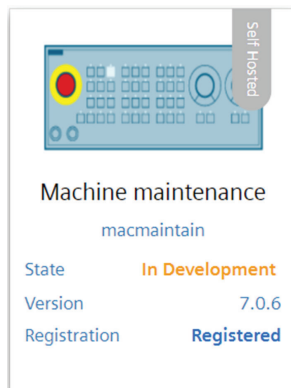 Self Hosted
Machine maintenance
macmaintain
State In Development
Version 7.0.6
Registration Registered